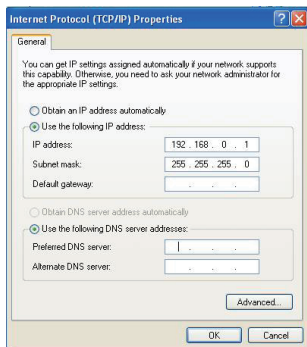 Internet Protocol (TCP/IP) Properties
General
You can get IP settings assigned automatically if your network supports
this capability. Otherwise, you need to ask your network administrator for
the appropriate IP settings.
Obtain an IP address automatically
Use the following IP address:
IP address: 192 . 168 . 0 . 1
Subnet mask: 255 . 255 . 255 . 0
Default gateway: . . .
Obtain DNS server address automatically
Use the following DNS server addresses:
Preferred DNS server: . . .
Alternate DNS server: . . .
Advanced...
OK Cancel